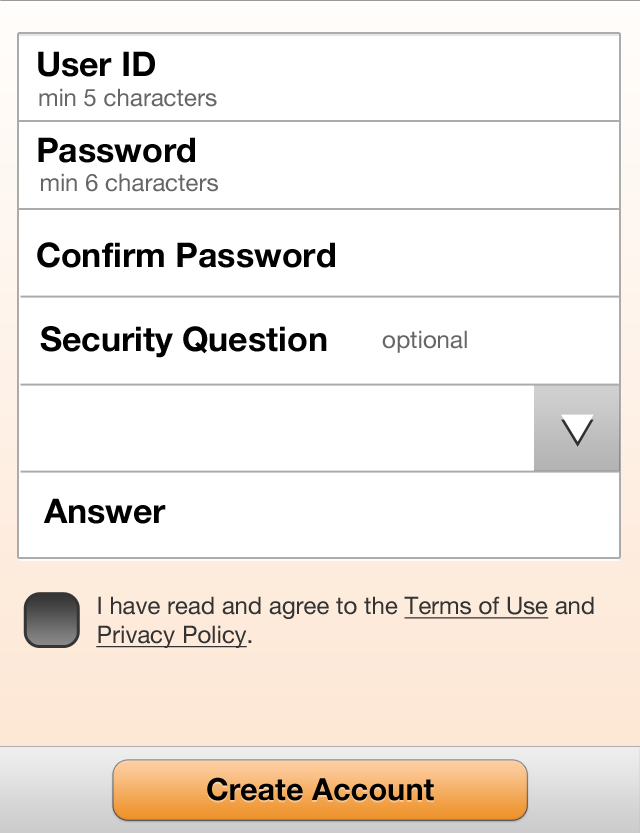 User ID
min 5 characters
Password
min 6 characters
Confirm Password
Security Question optional
Answer
I have read and agree to the Terms of Use and
Privacy Policy.
Create Account